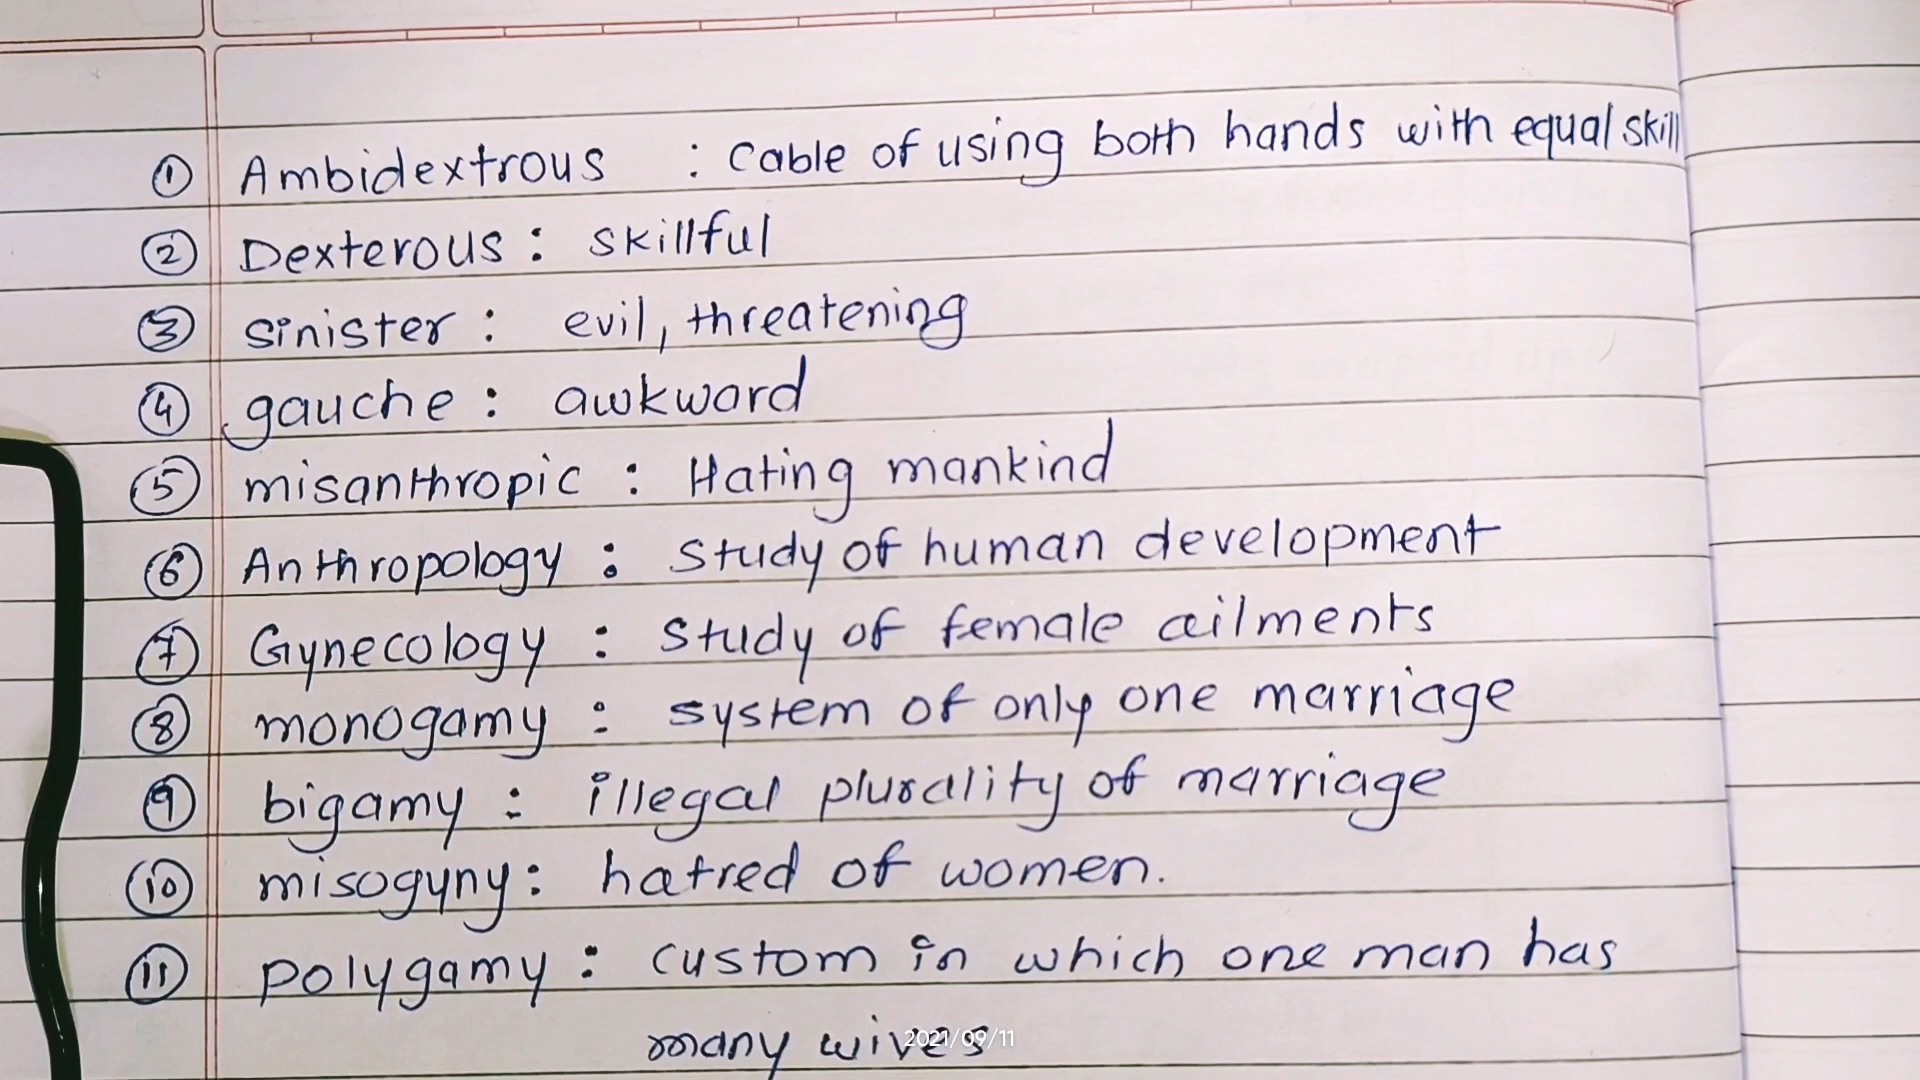 ① Ambidextrous : Cable of using both hands with equal skill
② Dexterous : skillful
③ sinister : evil, threatening
④ gauche : awkward
⑤ misanthropic : Hating mankind
⑥ Anthropology : study of human development
⑦ Gynecology : study of female ailments
⑧ monogamy : system of only one marriage
⑨ bigamy : illegal plurality of marriage
⑩ misogyny : hatred of women.
⑪ polygamy : custom in which one man has
many wives
2021/09/11